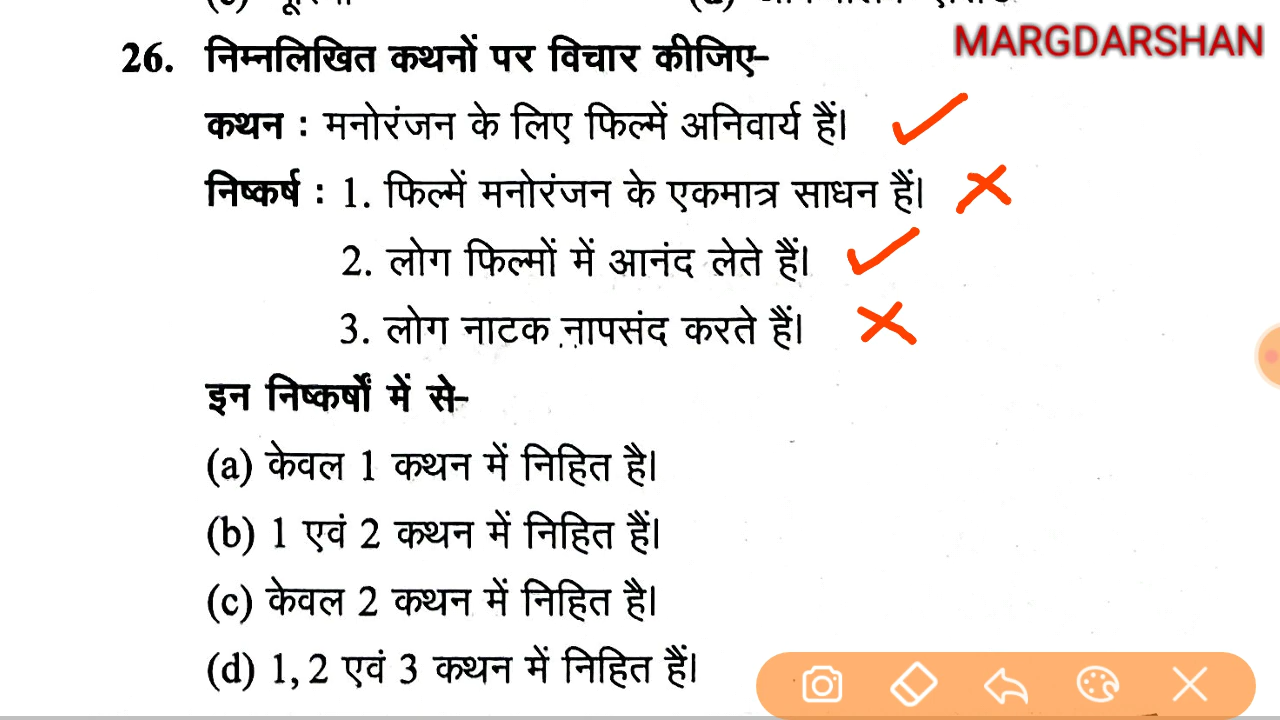 MARGDARSHAN
26. निम्नलिखित कथनों पर विचार कीजिए-
कथन : मनोरंजन के लिए फिल्में अनिवार्य हैं।
निष्कर्ष : 1. फिल्में मनोरंजन के एकमात्र साधन हैं।
2. लोग फिल्मों में आनंद लेते हैं।
3. लोग नाटक नापसंद करते हैं।
इन निष्कर्षों में से-
(a) केवल 1 कथन में निहित है।
(b) 1 एवं 2 कथन में निहित हैं।
(c) केवल 2 कथन में निहित है।
(d) 1, 2 एवं 3 कथन में निहित हैं।